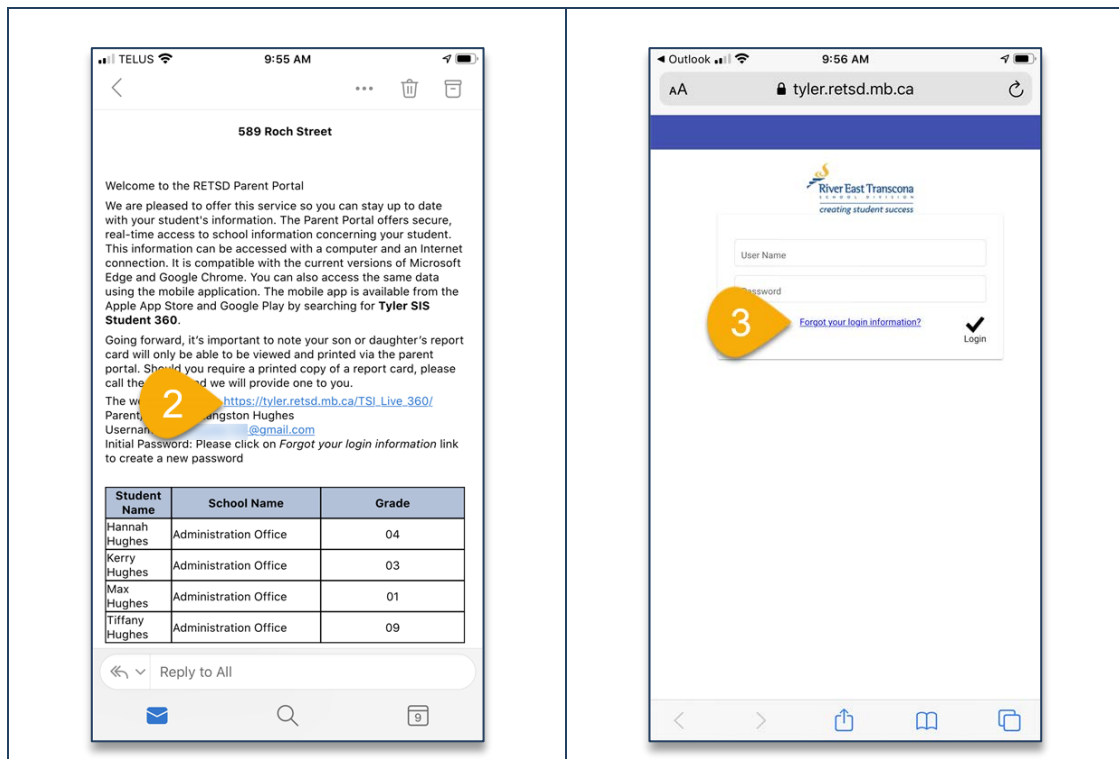 TELUS 9:55 AM
589 Roch Street
Welcome to the RETSD Parent Portal
We are pleased to offer this service so you can stay up to date
with your student's information. The Parent Portal offers secure,
real-time access to school information concerning your student.
This information can be accessed with a computer and an Internet
connection. It is compatible with the current versions of Microsoft
Edge and Google Chrome. You can also access the same data
using the mobile application. The mobile app is available from the
Apple App Store and Google Play by searching for Tyler SIS
Student 360.
Going forward, it's important to note your son or daughter's report
card will only be able to be viewed and printed via the parent
portal. Should you require a printed copy of a report card, please
call the we will provide one to you.
The https://tyler.retsd.mb.ca/TSI_Live_360/
2
Hughes
@gmail.com
Initial Password: Please click on Forgot your login information link
to create a new password
Student Name School Name Grade
Hannah Hughes Administration Office 04
Kerry Hughes Administration Office 03
Max Hughes Administration Office 01
Tiffany Hughes Administration Office 09
Reply to All
9
Outlook 9:56 AM
AA tyler.retsd.mb.ca
River East Transcona
SCHOOL DIVISION
creating student success
User Name
Password
3 Forgot your login information?
Login